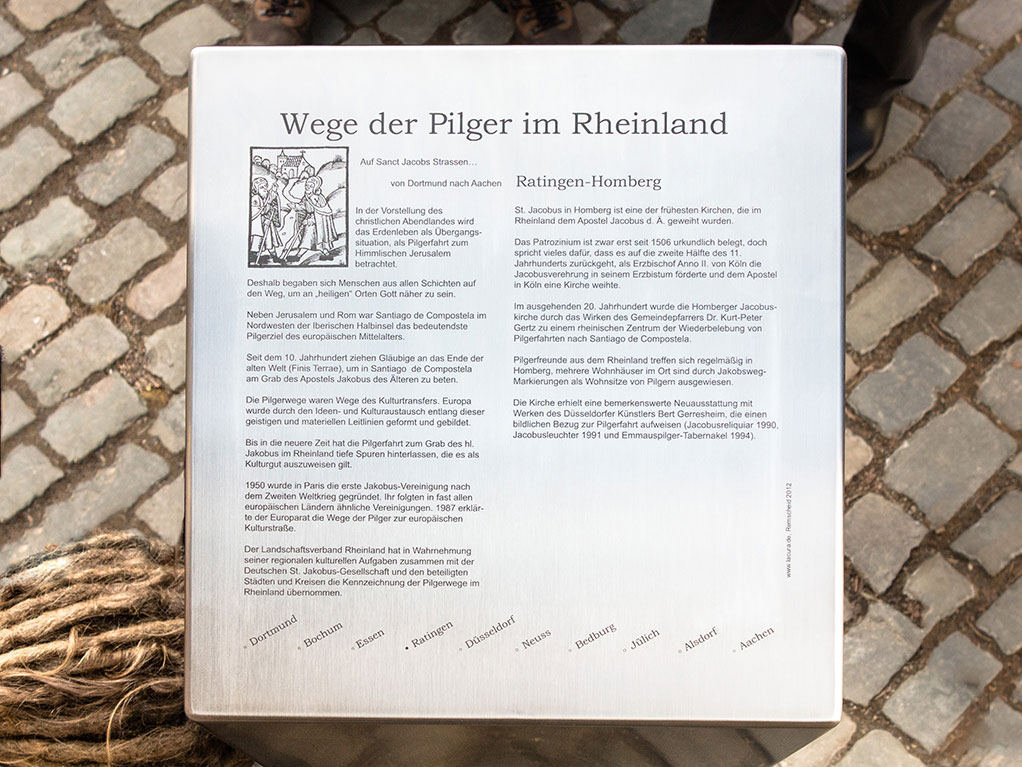 Wege der Pilger im Rheinland
Auf Sanct Jacobs Strassen...
von Dortmund nach Aachen
In der Vorstellung des
christlichen Abendlandes wird
das Erdenleben als Übergangs-
situation, als Pilgerfahrt zum
Himmlischen Jerusalem
betrachtet.
Deshalb begaben sich Menschen aus allen Schichten auf
den Weg, um an „heiligen" Orten Gott näher zu sein.
Neben Jerusalem und Rom war Santiago de Compostela im
Nordwesten der Iberischen Halbinsel das bedeutendste
Pilgerziel des europäischen Mittelalters.
Seit dem 10. Jahrhundert ziehen Gläubige an das Ende der
alten Welt (Finis Terrae), um in Santiago de Compostela
am Grab des Apostels Jakobus des Älteren zu beten.
Die Pilgerwege waren Wege des Kulturtransfers. Europa
wurde durch den Ideen- und Kulturaustausch entlang dieser
geistigen und materiellen Leitlinien geformt und gebildet.
Bis in die neuere Zeit hat die Pilgerfahrt zum Grab des hl.
Jakobus im Rheinland tiefe Spuren hinterlassen, die es als
Kulturgut auszuweisen gilt.
1950 wurde in Paris die erste Jakobus-Vereinigung nach
dem Zweiten Weltkrieg gegründet. Ihr folgten in fast allen
europäischen Ländern ähnliche Vereinigungen. 1987 erklär-
te der Europarat die Wege der Pilger zur europäischen
Kulturstraße.
Der Landschaftsverband Rheinland hat in Wahrnehmung
seiner regionalen kulturellen Aufgaben zusammen mit der
Deutschen St. Jakobus-Gesellschaft und den beteiligten
Städten und Kreisen die Kennzeichnung der Pilgerwege im
Rheinland übernommen.
Ratingen-Homberg
St. Jacobus in Homberg ist eine der frühesten Kirchen, die im
Rheinland dem Apostel Jacobus d. Ä. geweiht wurden.
Das Patrozinium ist zwar erst seit 1506 urkundlich belegt, doch
spricht vieles dafür, dass es auf die zweite Hälfte des 11.
Jahrhunderts zurückgeht, als Erzbischof Anno II. von Köln die
Jacobusverehrung in seinem Erzbistum förderte und dem Apostel
in Köln eine Kirche weihte.
Im ausgehenden 20. Jahrhundert wurde die Homberger Jacobus-
kirche durch das Wirken des Gemeindepfarrers Dr. Kurt-Peter
Gertz zu einem rheinischen Zentrum der Wiederbelebung von
Pilgerfahrten nach Santiago de Compostela.
Pilgerfreunde aus dem Rheinland treffen sich regelmäßig in
Homberg, mehrere Wohnhäuser im Ort sind durch Jakobsweg-
Markierungen als Wohnsitze von Pilgern ausgewiesen.
Die Kirche erhielt eine bemerkenswerte Neuausstattung mit
Werken des Düsseldorfer Künstlers Bert Gerresheim, die einen
bildlichen Bezug zur Pilgerfahrt aufweisen (Jacobusreliquiar 1990,
Jacobusleuchter 1991 und Emmauspilger-Tabernakel 1994).
www.lacura.de, Remscheid 2012
Dortmund
Bochum
Essen
Ratingen
Düsseldorf
Neuss
Bedburg
Jülich
Alsdorf
Aachen